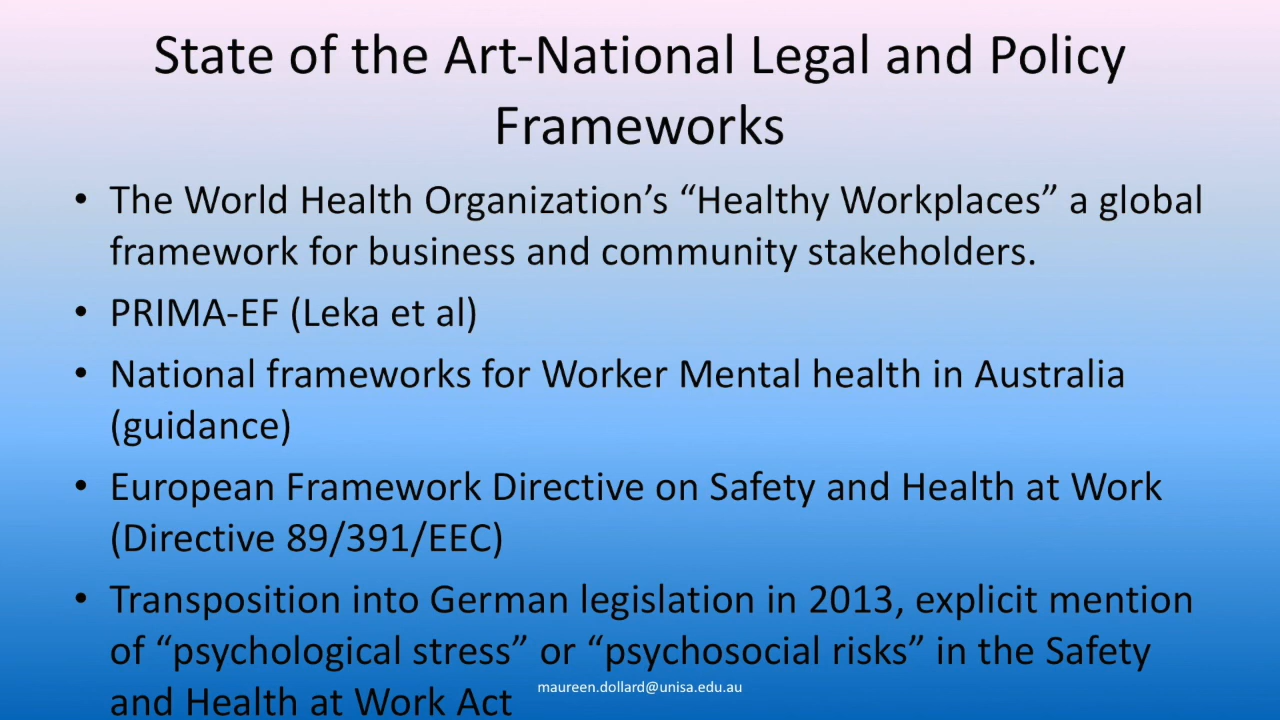 State of the Art-National Legal and Policy
Frameworks
• The World Health Organization’s “Healthy Workplaces” a global
framework for business and community stakeholders.
• PRIMA-EF (Leka et al)
• National frameworks for Worker Mental health in Australia
(guidance)
• European Framework Directive on Safety and Health at Work
(Directive 89/391/EEC)
• Transposition into German legislation in 2013, explicit mention
of “psychological stress” or “psychosocial risks” in the Safety
and Health at Work Act
maureen.dollard@unisa.edu.au